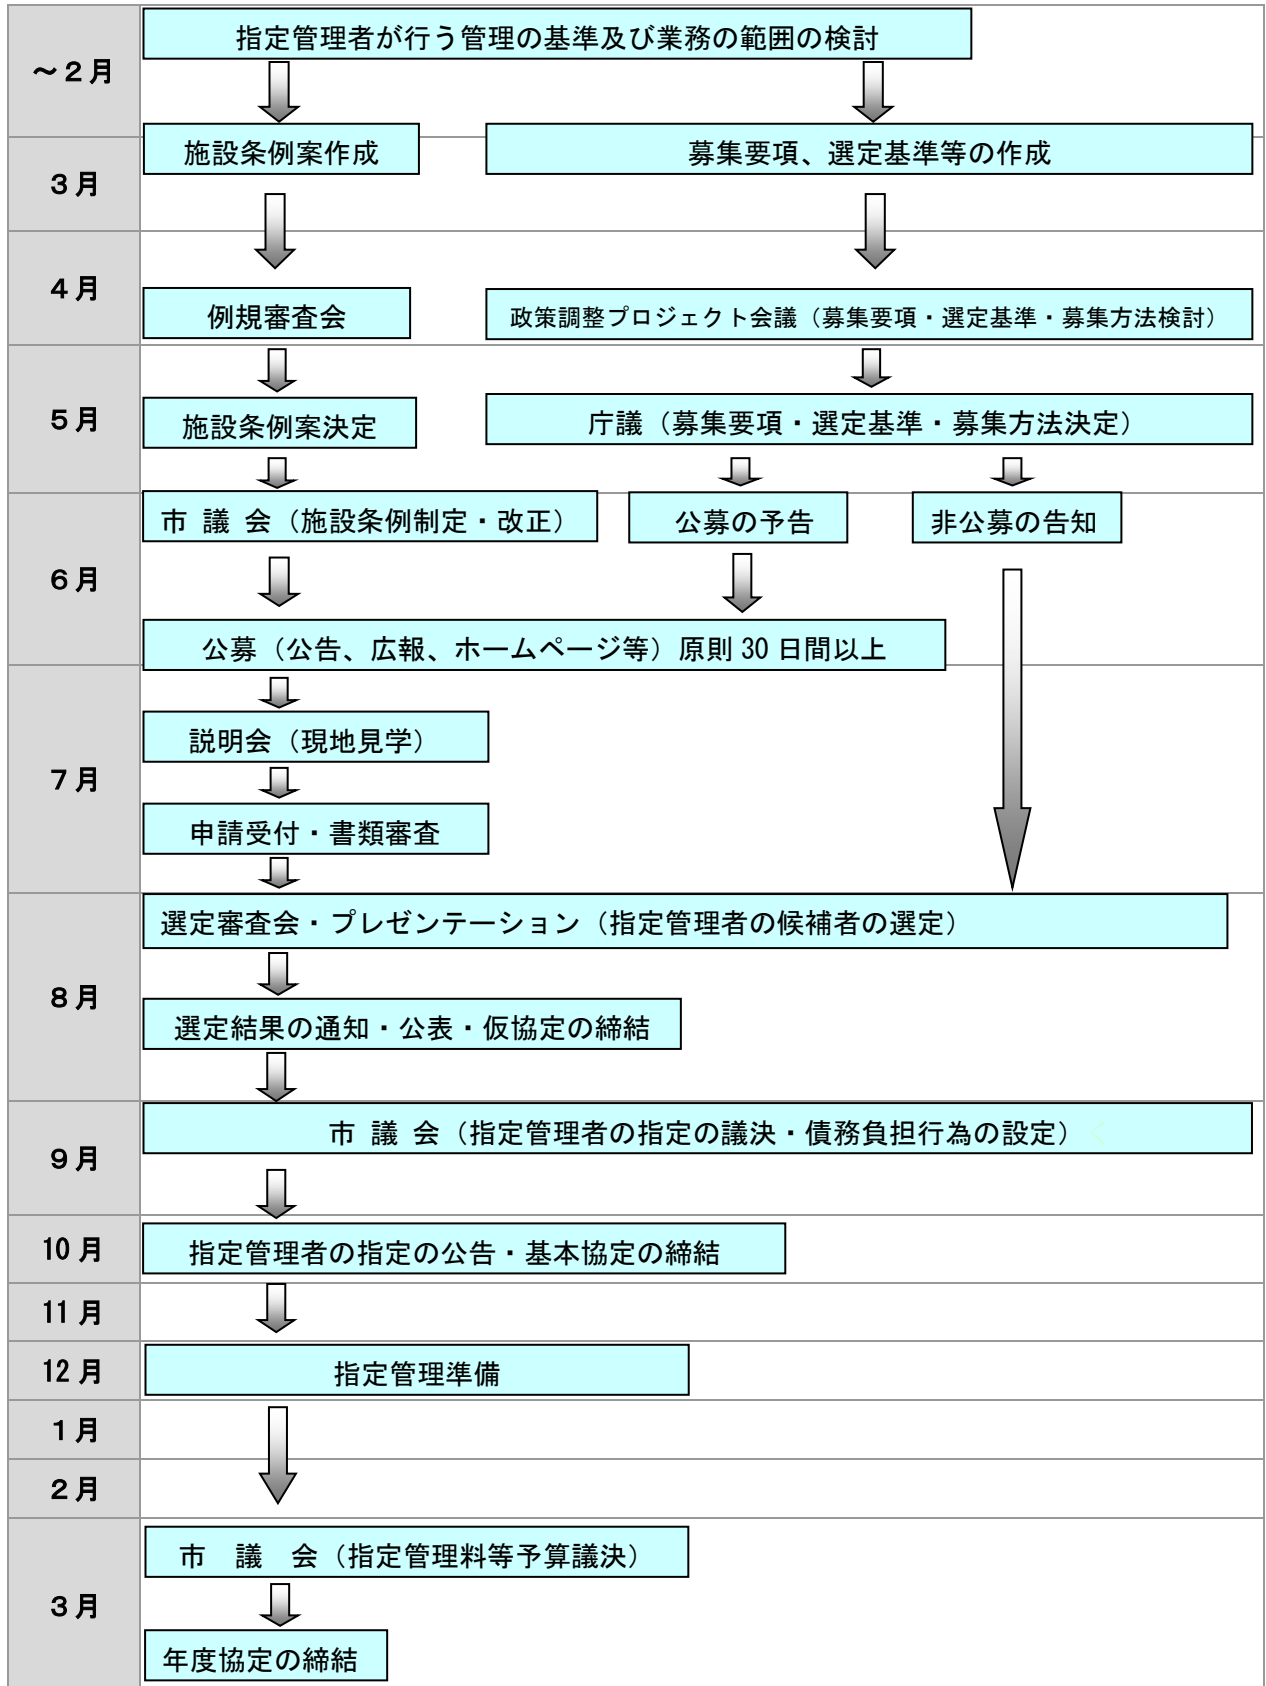 ～２月
指定管理者が行う管理の基準及び業務の範囲の検討
３月
施設条例案作成
募集要項、選定基準等の作成
４月
例規審査会
政策調整プロジェクト会議（募集要項・選定基準・募集方法検討）
５月
施設条例案決定
庁議（募集要項・選定基準・募集方法決定）
６月
市 議 会（施設条例制定・改正）
公募の予告
非公募の告知
公募（公告、広報、ホームページ等）原則 30 日間以上
７月
説明会（現地見学）
申請受付・書類審査
８月
選定審査会・プレゼンテーション（指定管理者の候補者の選定）
選定結果の通知・公表・仮協定の締結
９月
市 議 会（指定管理者の指定の議決・債務負担行為の設定）
10 月
指定管理者の指定の公告・基本協定の締結
11 月
12 月
指定管理準備
１月
２月
３月
市　議　会（指定管理料等予算議決）
年度協定の締結